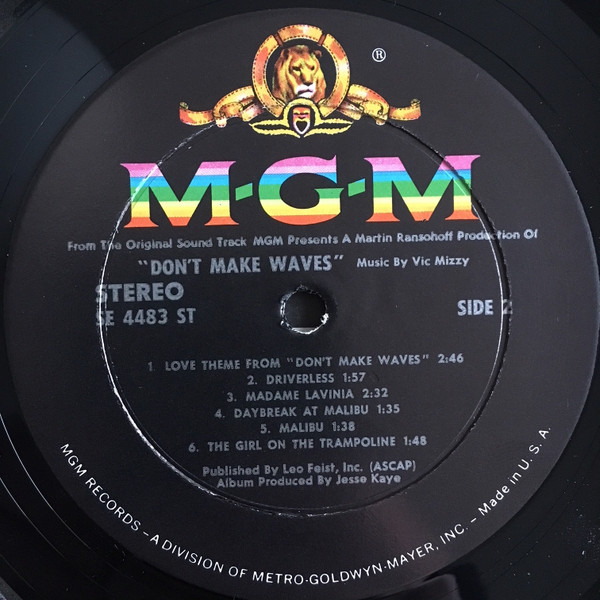 ®
M-G-M
From The Original Sound Track MGM Presents A Martin Ransohoff Production Of
"DON'T MAKE WAVES" Music By Vic Mizzy
STEREO
SE 4483 ST
SIDE 2
1. LOVE THEME FROM "DON'T MAKE WAVES" 2:46
2. DRIVERLESS 1:57
3. MADAME LAVINIA 2:32
4. DAYBREAK AT MALIBU 1:35
5. MALIBU 1:38
6. THE GIRL ON THE TRAMPOLINE 1:48
Published By Leo Feist, Inc. (ASCAP)
Album Produced By Jesse Kaye
MGM RECORDS – A DIVISION OF METRO-GOLDWYN-MAYER, INC. – Made in U. S. A.